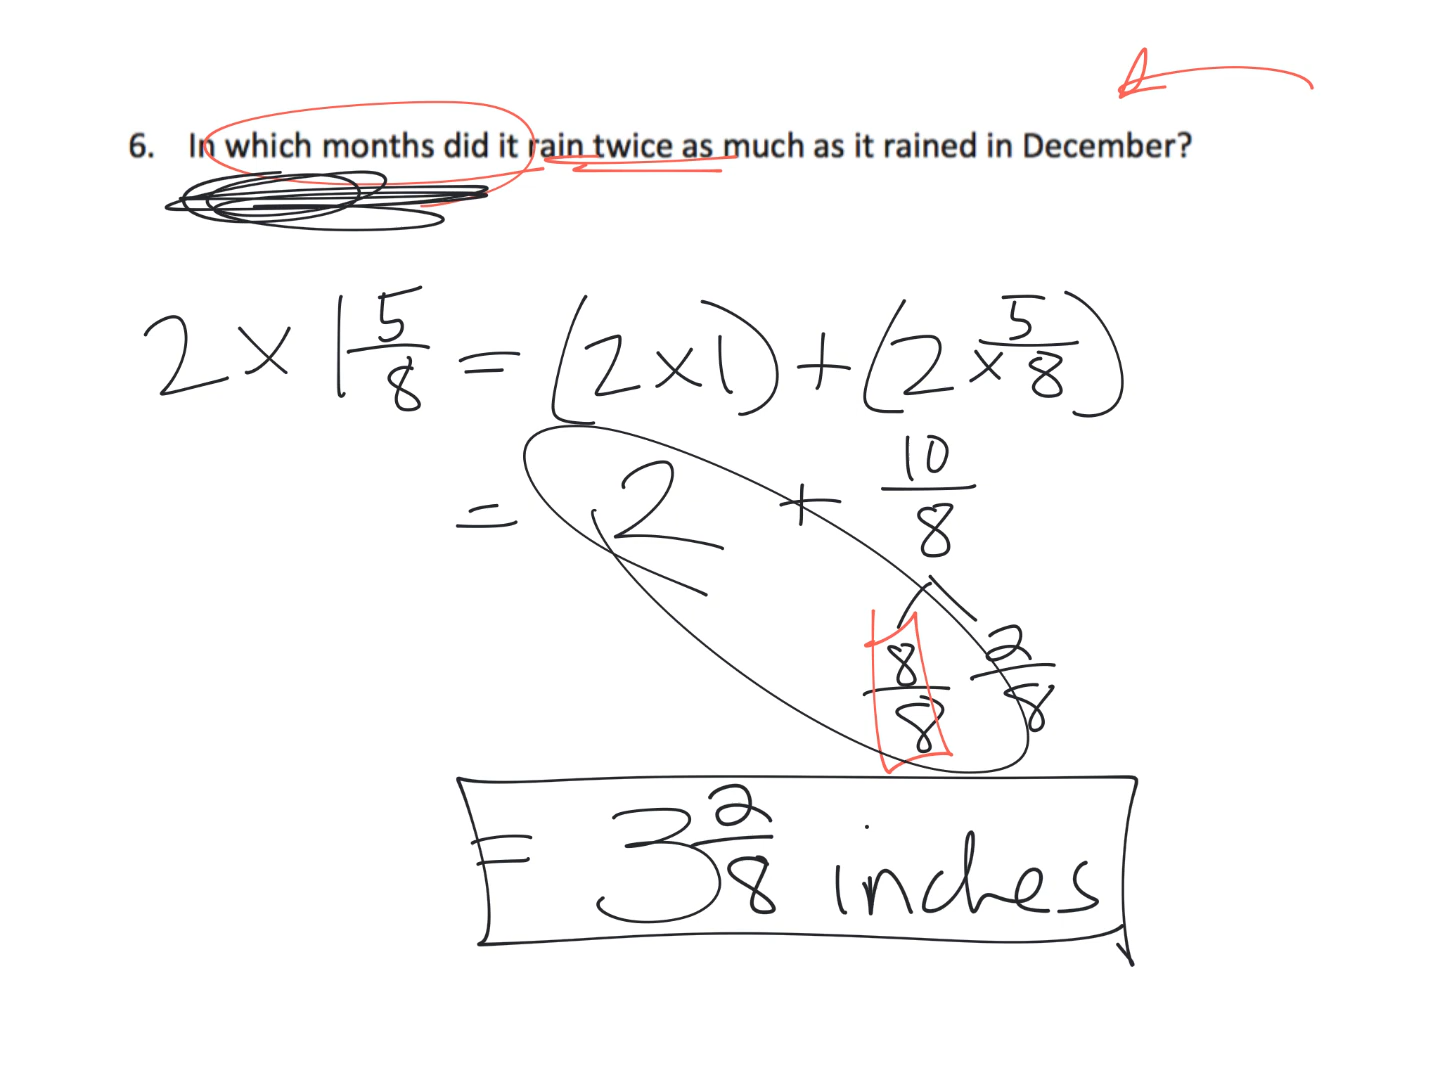 6. In which months did it rain twice as much as it rained in December?
2 × 1 5/8 = (2×1) + (2 × 5/8)
= 2 + 10/8
8/8 2/8
= 3 2/8 inches